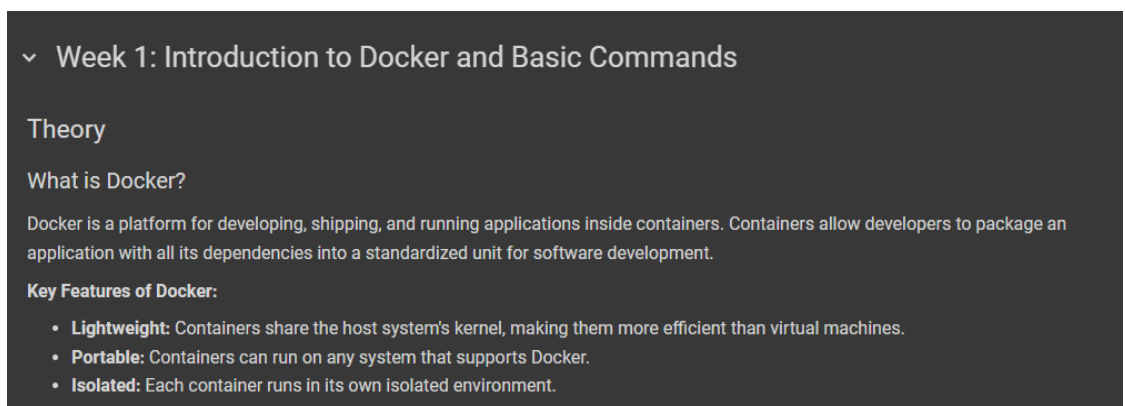 Week 1: Introduction to Docker and Basic Commands
Theory
What is Docker?
Docker is a platform for developing, shipping, and running applications inside containers. Containers allow developers to package an
application with all its dependencies into a standardized unit for software development.
Key Features of Docker:
• Lightweight: Containers share the host system's kernel, making them more efficient than virtual machines.
• Portable: Containers can run on any system that supports Docker.
• Isolated: Each container runs in its own isolated environment.